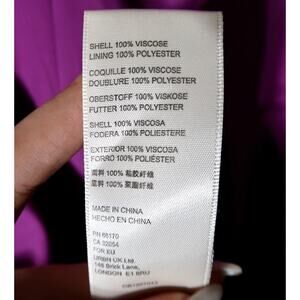 SHELL 100% VISCOSE
LINING 100% POLYESTER
COQUILLE 100% VISCOSE
DOUBLURE 100% POLYESTER
OBERSTOFF 100% VISKOSE
FUTTER 100% POLYESTER
SHELL 100% VISCOSA
FODERA 100% POLIESTERE
EXTERIOR 100% VISCOSA
FORRO 100% POLIÉSTER
面料 100% 粘胶纤维
里料 100% 聚酯纤维
MADE IN CHINA
HECHO EN CHINA
RN 66170
CA 32054
FOR EU
URBN UK Ltd.
146 Brick Lane,
LONDON E1 6RU